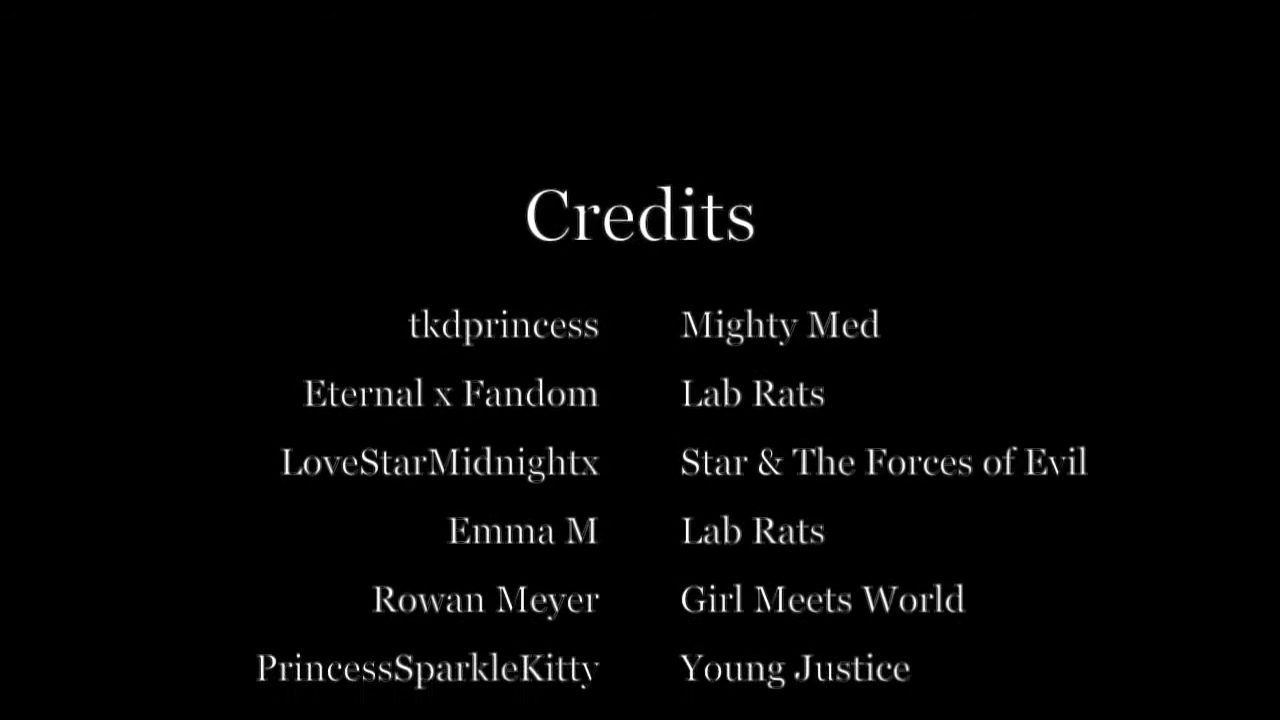 Credits
tkdprincess Mighty Med
Eternal x Fandom Lab Rats
LoveStarMidnightx Star & The Forces of Evil
Emma M Lab Rats
Rowan Meyer Girl Meets World
PrincessSparkleKitty Young Justice